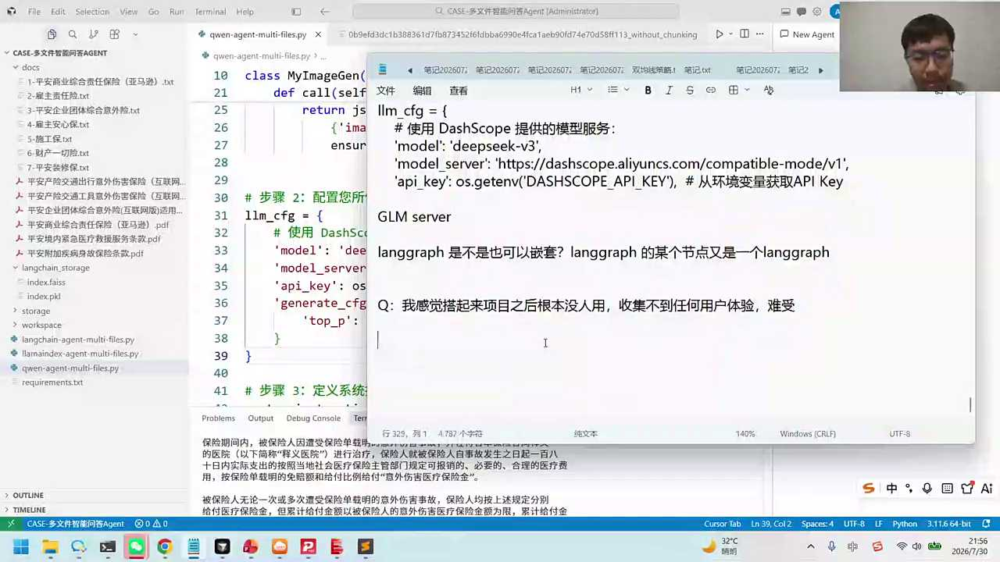 File Edit Selection View Go Run Terminal Help
CASE-多文件智能问答Agent [Administrator]
CASE-多文件智能问答AGENT
docs
1-平安商业综合责任保险（亚马逊）.txt
2-雇主责任险.txt
3-平安企业团体综合意外险.txt
4-雇主安心保.txt
5-施工保.txt
6-财产一切险.txt
7-平安装修保.txt
平安产险交通出行意外伤害保险（互联网...
平安产险交通工具意外伤害保险（互联网...
平安企业团体综合意外险(互联网版)适用...
平安商业综合责任保险（亚马逊）.pdf
平安境内紧急医疗救援服务条款.pdf
平安附加疾病身故保险条款.pdf
langchain_storage
index.faiss
index.pkl
storage
workspace
langchain-agent-multi-files.py
llamaindex-agent-multi-files.py
qwen-agent-multi-files.py
requirements.txt
OUTLINE
TIMELINE
qwen-agent-multi-files.py
0b9efd3dc1b388361d7fb873452f6fdbba6990e4fca1aeb90fd74e70d58ff113_without_chunking
New Agent
qwen-agent-multi-files.py > ...
10 class MyImageGen(
21 def call(self
25 return js
26 {'ima
27 ensur
28
30 # 步骤 2：配置您所
31 llm_cfg = {
32 # 使用 DashSco
33 'model': 'dee
34 'model_server
35 'api_key': os
36 'generate_cfg
37 'top_p':
38 }
39 }
40
41 # 步骤 3：定义系统
Problems Output Debug Console
保险期间内，被保险人因遭受保险单载明的
的医院（以下简称“释义医院”）进行治疗，保险人就被保险人自事故发生之日起一百八
十日内实际支出的按照当地社会医疗保险主管部门规定可报销的、必要的、合理的医疗费
用，按保险单载明的免赔额和给付比例给付“意外伤害医疗保险金”。
被保险人无论一次或多次遭受保险单载明的意外伤害事故，保险人均按上述规定分别
给付医疗保险金，但累计给付金额以被保险人的意外伤害医疗保险金额为限，累计给付金
笔记202607 笔记202607 笔记202607 笔记202607 双均线策略.t 笔记.txt 笔记202607 笔记2
文件 编辑 查看 H1 B I S
llm_cfg = {
# 使用 DashScope 提供的模型服务：
'model': 'deepseek-v3',
'model_server': 'https://dashscope.aliyuncs.com/compatible-mode/v1',
'api_key': os.getenv('DASHSCOPE_API_KEY'), # 从环境变量获取API Key
GLM server
langgraph 是不是也可以嵌套？langgraph 的某个节点又是一个langgraph
Q：我感觉搭起来项目之后根本没人用，收集不到任何用户体验，难受
行 329，列 1 4,787 个字符 纯文本 140% Windows (CRLF) UTF-8
中
CASE-多文件智能问答Agent 0 0 Cursor Tab Ln 39, Col 2 Spaces: 4 UTF-8 LF Python 3.11.6 64-bit
32°C
晴朗
21:56
2026/7/30